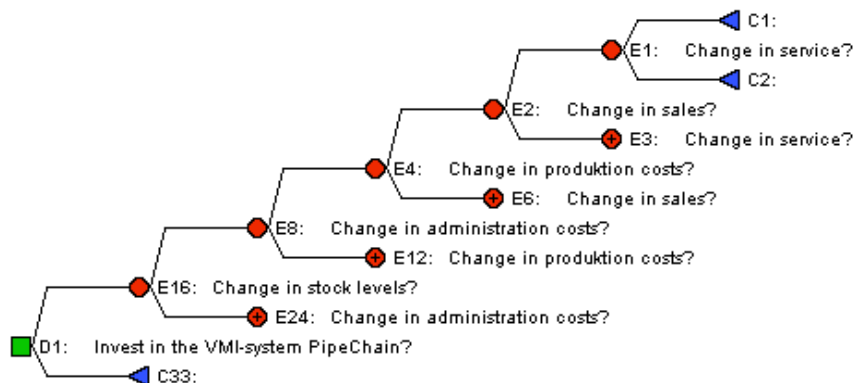 C1:
E1: Change in service?
C2:
E2: Change in sales?
E3: Change in service?
E4: Change in produktion costs?
E6: Change in sales?
E8: Change in administration costs?
E12: Change in produktion costs?
E16: Change in stock levels?
E24: Change in administration costs?
D1: Invest in the VMI-system PipeChain?
C33: